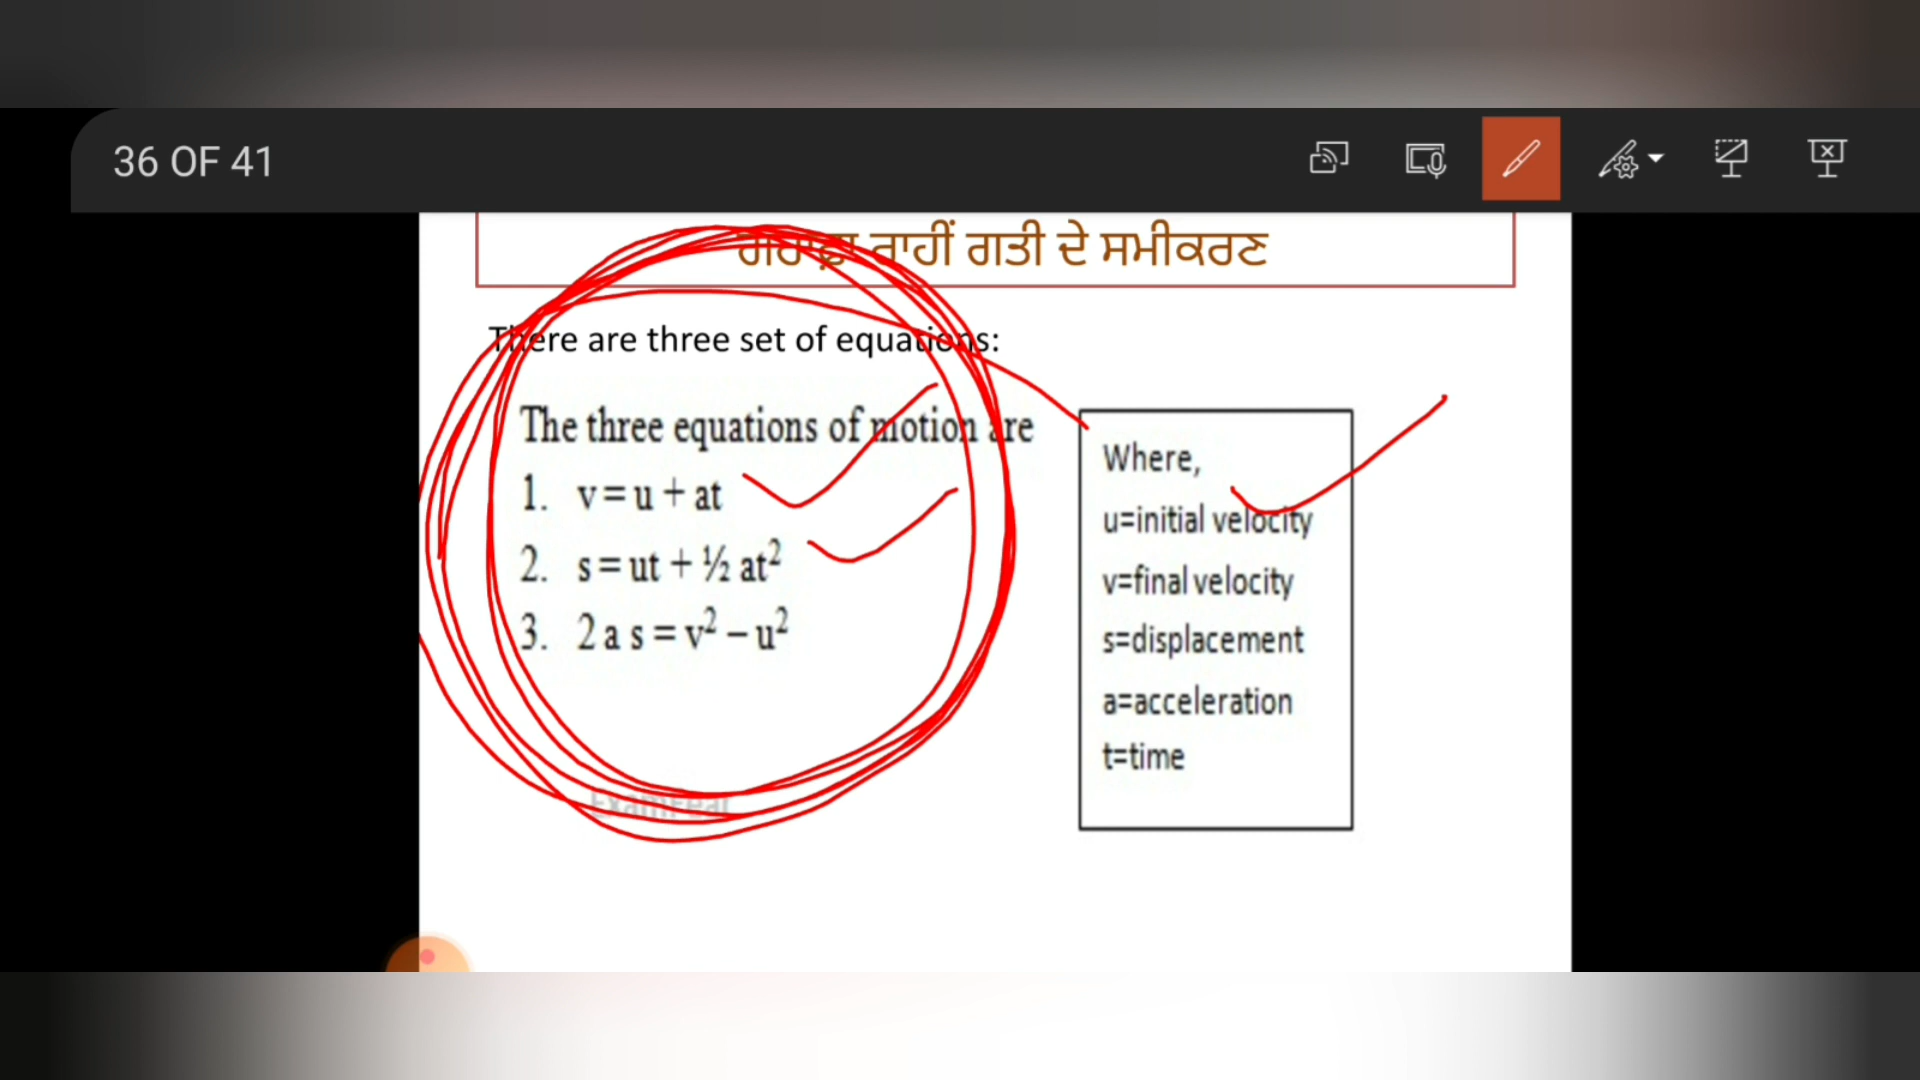 36 OF 41
ਰਾਹੀਂ ਗਤੀ ਦੇ ਸਮੀਕਰਣ
There are three set of equations:
The three equations of motion are
1. v = u + at
2. s = ut + ½ at²
3. 2 a s = v² – u²
Where,
u=initial velocity
v=final velocity
s=displacement
a=acceleration
t=time
ExamFear